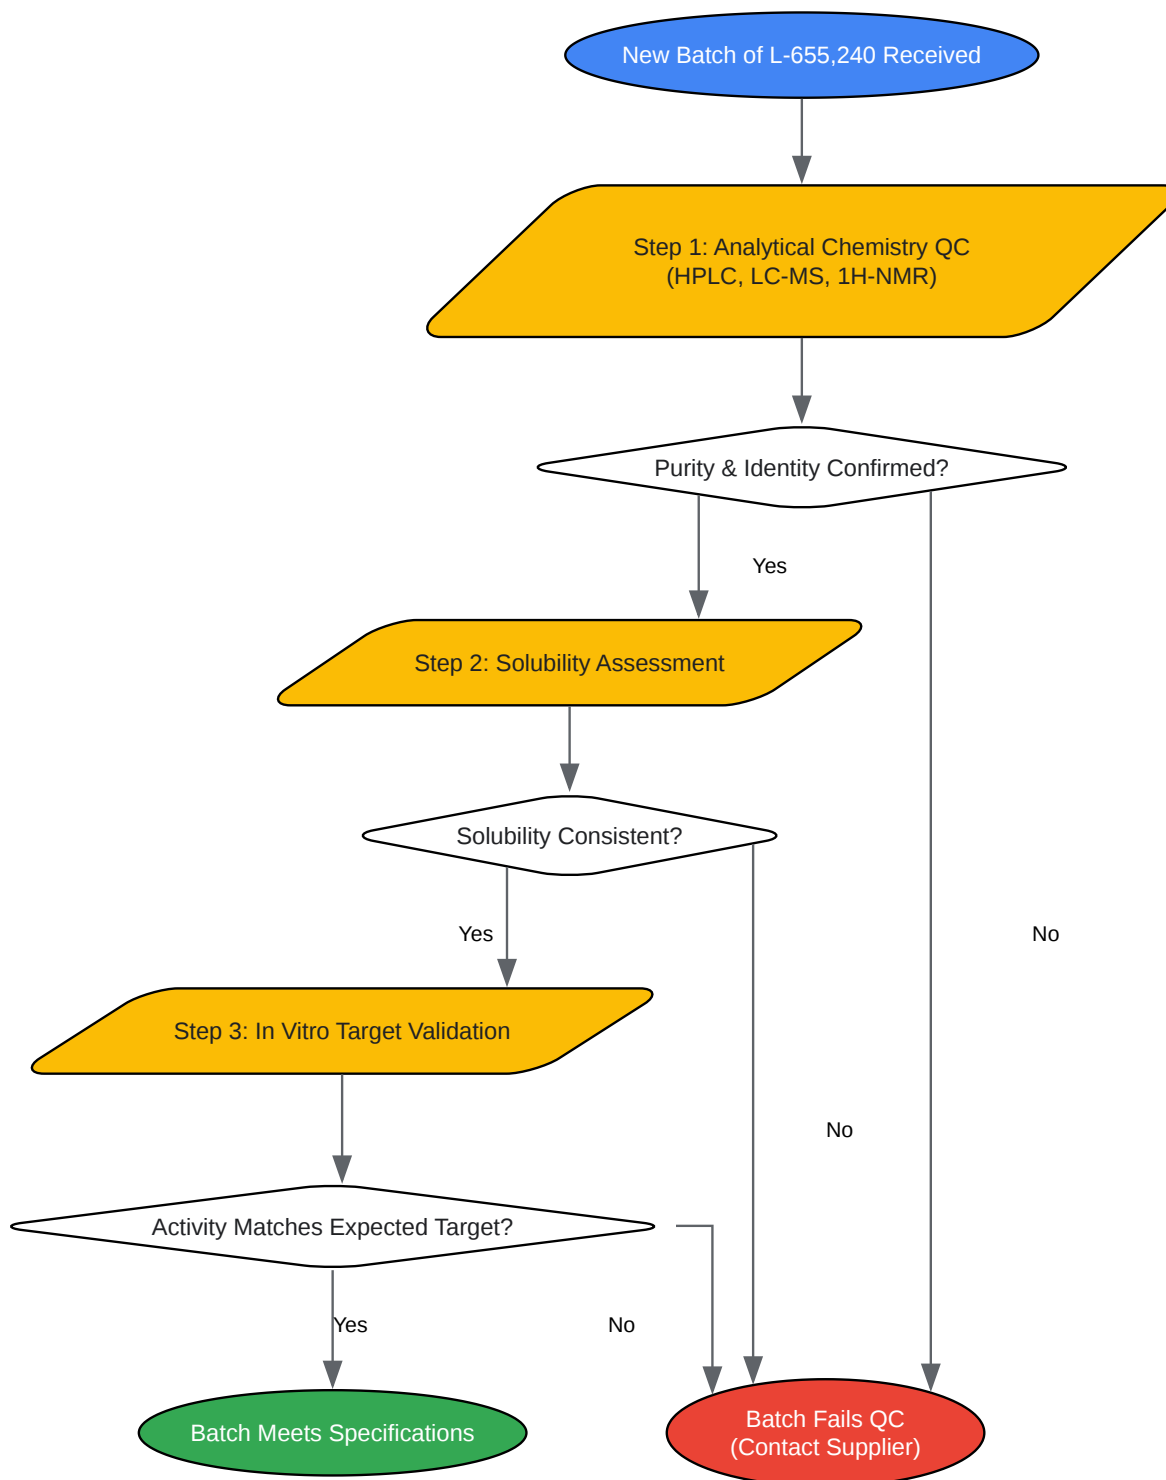 New Batch of L-655,240 Received
Step 1: Analytical Chemistry QC
(HPLC, LC-MS, 1H-NMR)
Purity & Identity Confirmed?
Yes
Step 2: Solubility Assessment
Solubility Consistent?
Yes
No
Step 3: In Vitro Target Validation
No
Activity Matches Expected Target?
Yes
No
Batch Meets Specifications
Batch Fails QC
(Contact Supplier)